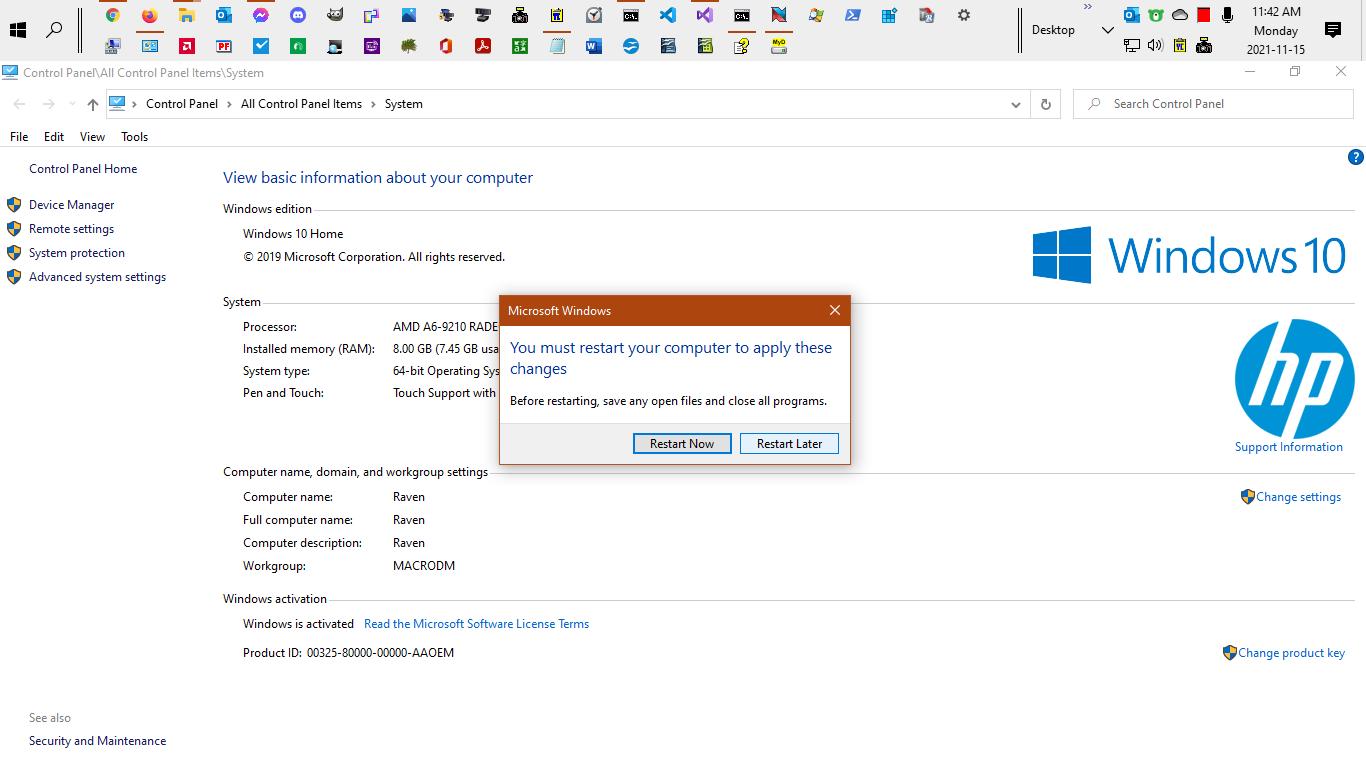 11:42 AM
Desktop
Monday
2021-11-15
Control Panel\All Control Panel Items\System
Control Panel > All Control Panel Items > System
Search Control Panel
File Edit View Tools
Control Panel Home
Device Manager
Remote settings
System protection
Advanced system settings
View basic information about your computer
Windows edition
Windows 10 Home
© 2019 Microsoft Corporation. All rights reserved.
Windows 10
System
Processor: AMD A6-9210 RADE
Installed memory (RAM): 8.00 GB (7.45 GB usa
System type: 64-bit Operating Sys
Pen and Touch: Touch Support with
Microsoft Windows
You must restart your computer to apply these
changes
Before restarting, save any open files and close all programs.
Restart Now Restart Later
hp
Support Information
Computer name, domain, and workgroup settings
Computer name: Raven
Change settings
Full computer name: Raven
Computer description: Raven
Workgroup: MACRODM
Windows activation
Windows is activated Read the Microsoft Software License Terms
Product ID: 00325-80000-00000-AAOEM
Change product key
See also
Security and Maintenance